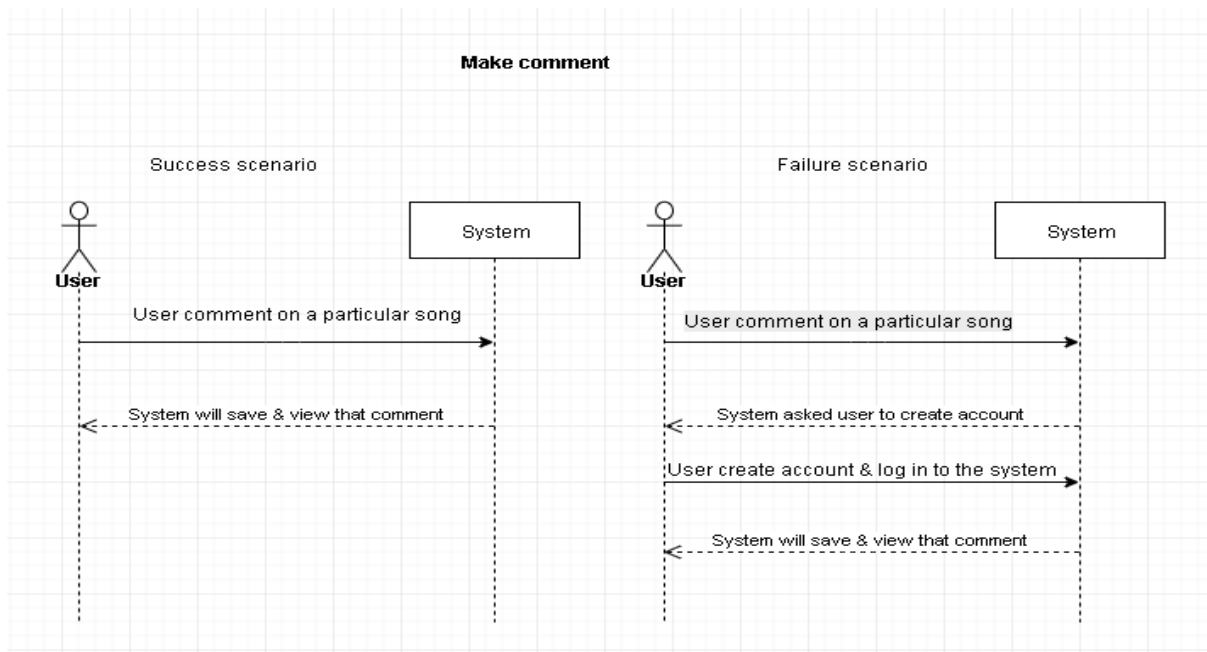 Make comment
Success scenario
System
User
User comment on a particular song
System will save & view that comment
Failure scenario
System
User
User comment on a particular song
System asked user to create account
User create account & log in to the system
System will save & view that comment